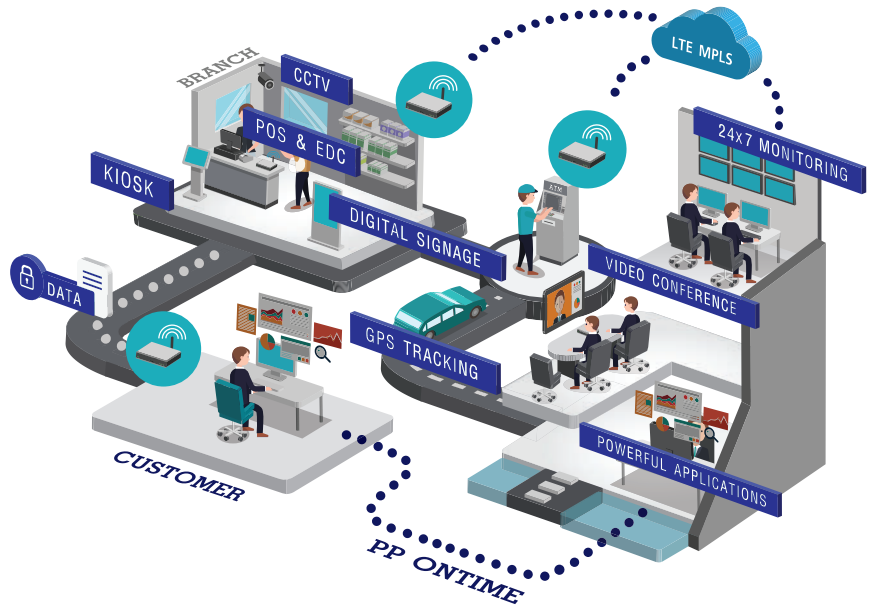 LTE MPLS
BRANCH
CCTV
POS & EDC
KIOSK
24x7 MONITORING
ATM
DIGITAL SIGNAGE
VIDEO CONFERENCE
DATA
GPS TRACKING
POWERFUL APPLICATIONS
CUSTOMER
PP ONTIME